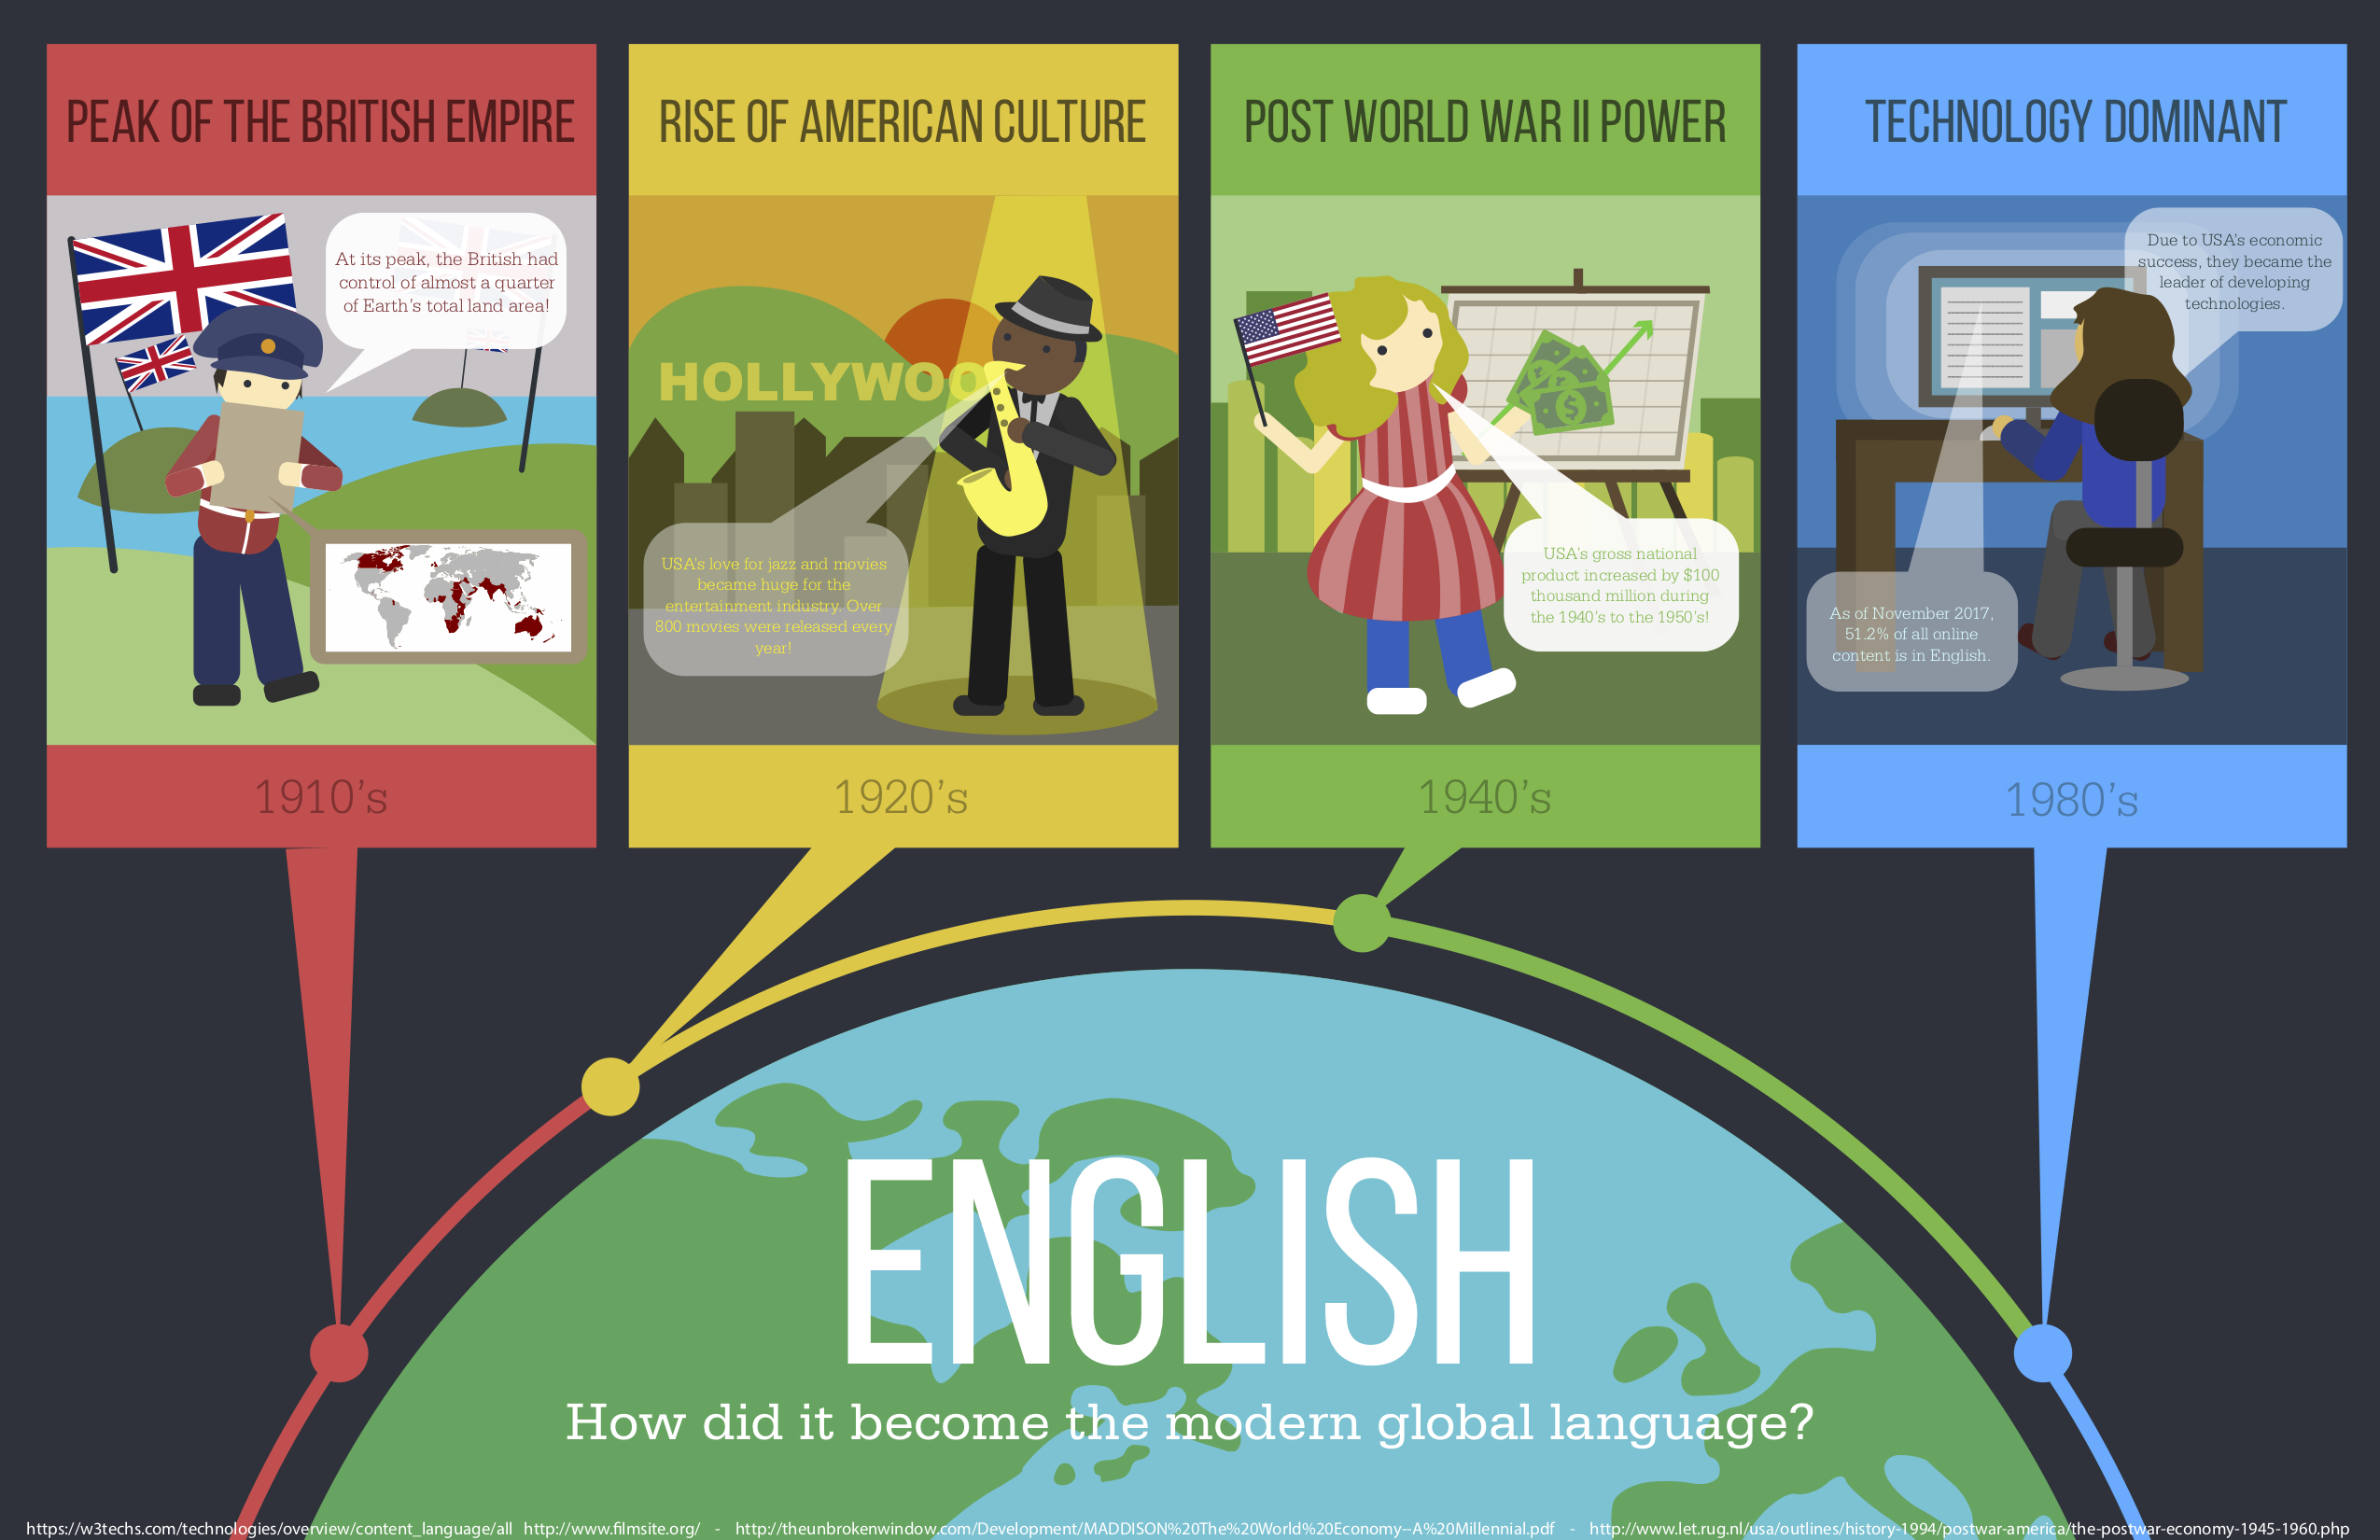 PEAK OF THE BRITISH EMPIRE
At its peak, the British had
control of almost a quarter
of Earth's total land area!
1910's
RISE OF AMERICAN CULTURE
HOLLYWOO
USA's love for jazz and movies
became huge for the
entertainment industry. Over
800 movies were released every
year!
1920's
POST WORLD WAR II POWER
$
USA's gross national
product increased by $100
thousand million during
the 1940's to the 1950's!
1940's
TECHNOLOGY DOMINANT
Due to USA's economic
success, they became the
leader of developing
technologies.
As of November 2017,
51.2% of all online
content is in English.
1980's
ENGLISH
How did it become the modern global language?
https://w3techs.com/technologies/overview/content_language/all http://www.filmsite.org/ - http://theunbrokenwindow.com/Development/MADDISON%20The%20World%20Economy--A%20Millennial.pdf - http://www.let.rug.nl/usa/outlines/history-1994/postwar-america/the-postwar-economy-1945-1960.php